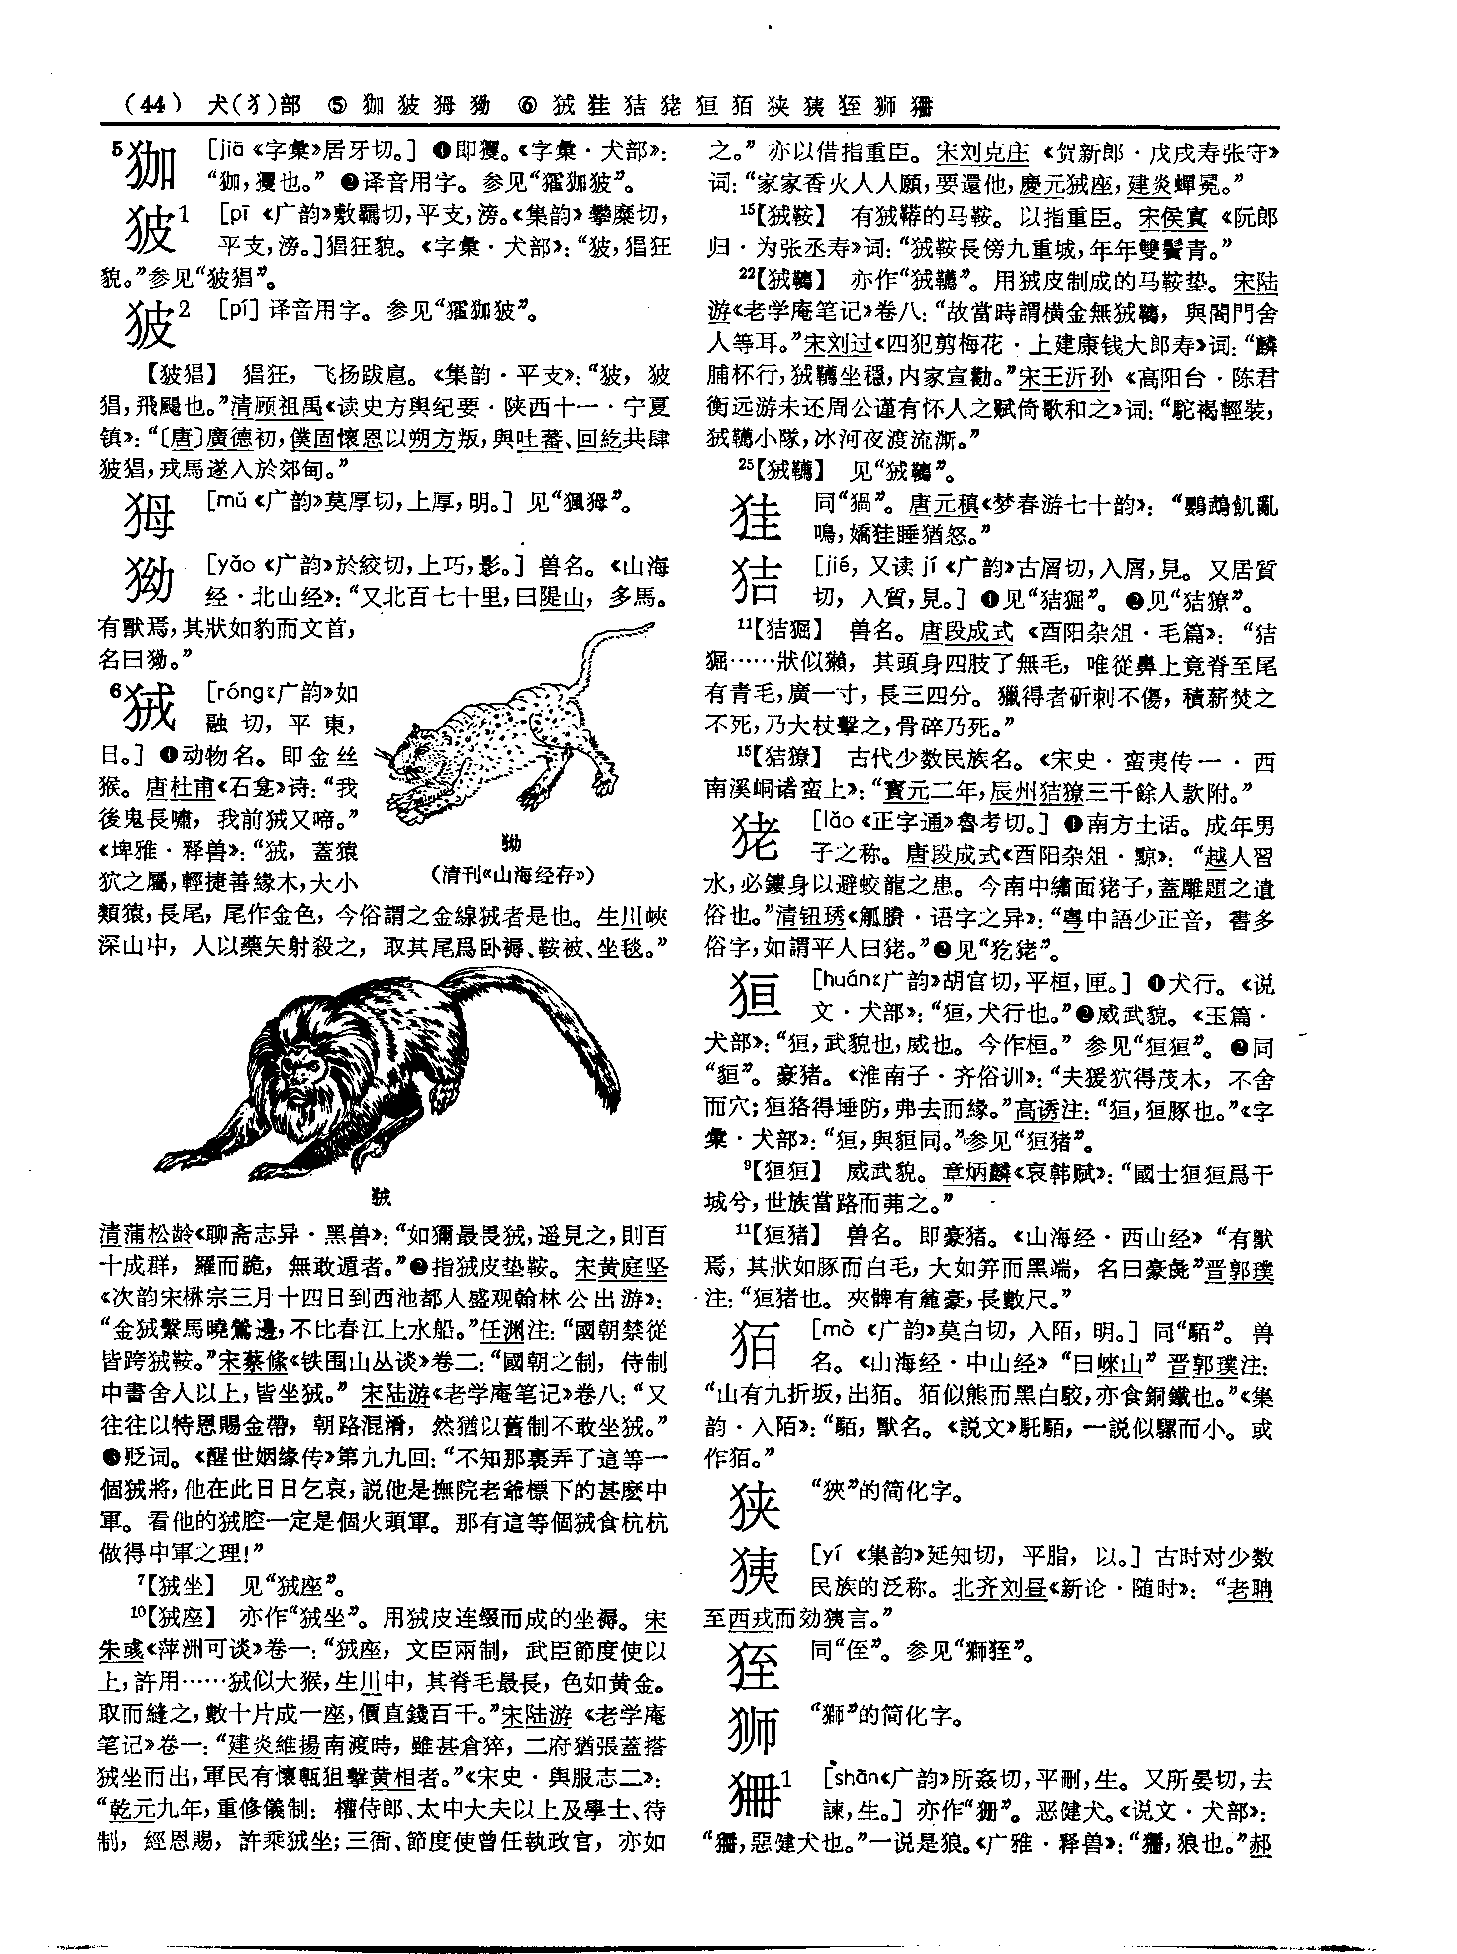 (44) 犬(犭)部 ⑤ 狪 狓 㺳 㺪 ⑥ 狨 㹱 狤 狫 狟 狛 狭 㹫 狾 狮 狦
5 [jiā《字彙》居牙切。] ❶即玃。《字彙·犬部》:
“㹢,玃也。” ❷译音用字。参见“㺢㹢狓”。
狓1 [pī《广韵》敷羈切,平支,滂。《集韵》攀糜切,
平支,滂。]猖狂貌。《字彙·犬部》:“狓,猖狂
貌。”参见“狓猖”。
狓2 [pí] 译音用字。参见“㺢㹢狓”。
【狓猖】 猖狂,飞扬跋扈。《集韵·平支》:“狓,狓
猖,飛颺也。”清顾祖禹《读史方舆纪要·陕西十一·宁夏
镇》:“〔唐〕廣德初,僕固懷恩以朔方叛,與吐蕃、回紇共肆
狓猖,戎馬遂入於郊甸。”
[mǔ《广韵》莫厚切,上厚,明。] 见“㺉㹪”。
[yǎo《广韵》於絞切,上巧,影。] 兽名。《山海
经·北山经》:“又北百七十里,曰隄山,多馬。
有獸焉,其狀如豹而文首,
名曰狕。”
狕
(清刊《山海经存》)
6狨 [róng《广韵》如
融切,平東,
日。] ❶动物名。即金丝
猴。唐杜甫《石龛》诗:“我
後鬼長嘯,我前狨又啼。”
《埤雅·释兽》:“狨,蓋猿
狖之屬,輕捷善緣木,大小
類猿,長尾,尾作金色,今俗謂之金線狨者是也。生川峽
深山中,人以藥矢射殺之,取其尾爲卧褥、鞍被、坐毯。”
狨
清蒲松龄《聊斋志异·黑兽》:“如獮最畏狨,遥見之,則百
十成群,羅而跪,無敢遁者。”❷指狨皮垫鞍。宋黄庭坚
《次韵宋楙宗三月十四日到西池都人盛观翰林公出游》:
“金狨繫馬曉鶯邊,不比春江上水船。”任渊注:“國朝禁從
皆跨狨鞍。”宋蔡絛《铁围山丛谈》卷二:“國朝之制,侍制
中書舍人以上,皆坐狨。” 宋陆游《老学庵笔记》卷八:“又
往往以特恩賜金帶,朝路混淆,然猶以舊制不敢坐狨。”
❸贬词。《醒世姻缘传》第九九回:“不知那裏弄了這等一
個狨將,他在此日日乞哀,説他是撫院老爺標下的甚麽中
軍。看他的狨腔一定是個火頭軍。那有這等個狨食杭杭
做得中軍之理!”
7【狨坐】 见“狨座”。
10【狨座】 亦作“狨坐”。用狨皮连缀而成的坐褥。宋
朱彧《萍洲可谈》卷一:“狨座,文臣兩制,武臣節度使以
上,許用……狨似大猴,生川中,其脊毛最長,色如黄金。
取而縫之,數十片成一座,價直錢百千。”宋陆游《老学庵
笔记》卷一:“建炎維揚南渡時,雖甚倉猝,二府猶張蓋搭
狨坐而出,軍民有懷甎狙擊黄相者。”《宋史·舆服志二》:
“乾元九年,重修儀制:權侍郎、太中大夫以上及學士、待
制,經恩賜,許乘狨坐;三衙、節度使曾任執政官,亦如
之。”亦以借指重臣。宋刘克庄《贺新郎·戊戌寿张守》
词:“家家香火人人願,要還他,慶元狨座,建炎蟬冕。”
15【狨鞍】 有狨鞯的马鞍。以指重臣。宋侯寘《阮郎
归·为张丞寿》词:“狨鞍長傍九重城,年年雙鬢青。”
22【狨韉】 亦作“狨韀”。用狨皮制成的马鞍垫。宋陆
游《老学庵笔记》卷八:“故當時謂横金無狨韉,與閤門舍
人等耳。”宋刘过《四犯剪梅花·上建康钱大郎寿》词:“麟
脯杯行,狨韉坐穩,内家宣勸。”宋王沂孙《高阳台·陈君
衡远游未还周公谨有怀人之赋倚歌和之》词:“駝褐輕裝,
狨韉小隊,冰河夜渡流澌。”
25【狨韀】 见“狨韉”。
同“猧”。唐元稹《梦春游七十韵》:“鸚鵡飢亂
鳴,嬌㹱睡猶怒。”
狤 [jié,又读 jí《广韵》古屑切,入屑,見。又居質
切,入質,見。] ❶见“狤𤟎”。❷见“狤獠”。
11【狤𤟎】 兽名。唐段成式《酉阳杂俎·毛篇》:“狤
𤟎……狀似獺,其頭身四肢了無毛,唯從鼻上竟脊至尾
有青毛,廣一寸,長三四分。獵得者斫刺不傷,積薪焚之
不死,乃大杖擊之,骨碎乃死。”
15【狤獠】 古代少数民族名。《宋史·蛮夷传一·西
南溪峒诸蛮上》:“寶元二年,辰州狤獠三千餘人款附。”
狫 [lǎo《正字通》魯考切。] ❶南方土话。成年男
子之称。唐段成式《酉阳杂俎·黥》:“越人習
水,必鏤身以避蛟龍之患。今南中繡面狫子,蓋雕題之遺
俗也。”清钮琇《觚賸·语字之异》:“粤中語少正音,書多
俗字,如謂平人曰狫。”❷见“犵狫”。
狟 [huán《广韵》胡官切,平桓,匣。] ❶犬行。《说
文·犬部》:“狟,犬行也。”❷威武貌。《玉篇·
犬部》:“狟,武貌也,威也。今作桓。” 参见“狟狟”。❷同
“貆”。豪猪。《淮南子·齐俗训》:“夫猨狖得茂木,不舍
而穴;狟狢得埵防,弗去而緣。”高诱注:“狟,狟豚也。”《字
彙·犬部》:“狟,與貆同。”参见“狟猪”。
9【狟狟】 威武貌。章炳麟《哀韩赋》:“國士狟狟爲干
城兮,世族當路而茀之。”
11【狟猪】 兽名。即豪猪。《山海经·西山经》“有獸
焉,其狀如豚而白毛,大如笄而黑端,名曰豪彘”晋郭璞
注:“狟猪也。夾髀有麄豪,長數尺。”
狛 [mò《广韵》莫白切,入陌,明。] 同“貊”。兽
名。《山海经·中山经》“曰崍山”晋郭璞注:
“山有九折坂,出狛。狛似熊而黑白駮,亦食銅鐵也。”《集
韵·入陌》:“䮸,獸名。《説文》馲䮸,一説似騾而小。或
作狛。”
狭 “狹”的简化字。
[yí《集韵》延知切,平脂,以。] 古时对少数
民族的泛称。北齐刘昼《新论·随时》:“老聃
至西戎而効㹫言。”
同“侄”。参见“獅狌”。
狮 “獅”的简化字。
狦1 [shān《广韵》所姦切,平刪,生。又所晏切,去
諫,生。] 亦作“狦”。恶健犬。《说文·犬部》:
“狦,惡健犬也。”一说是狼。《广雅·释兽》:“狦,狼也。”郝